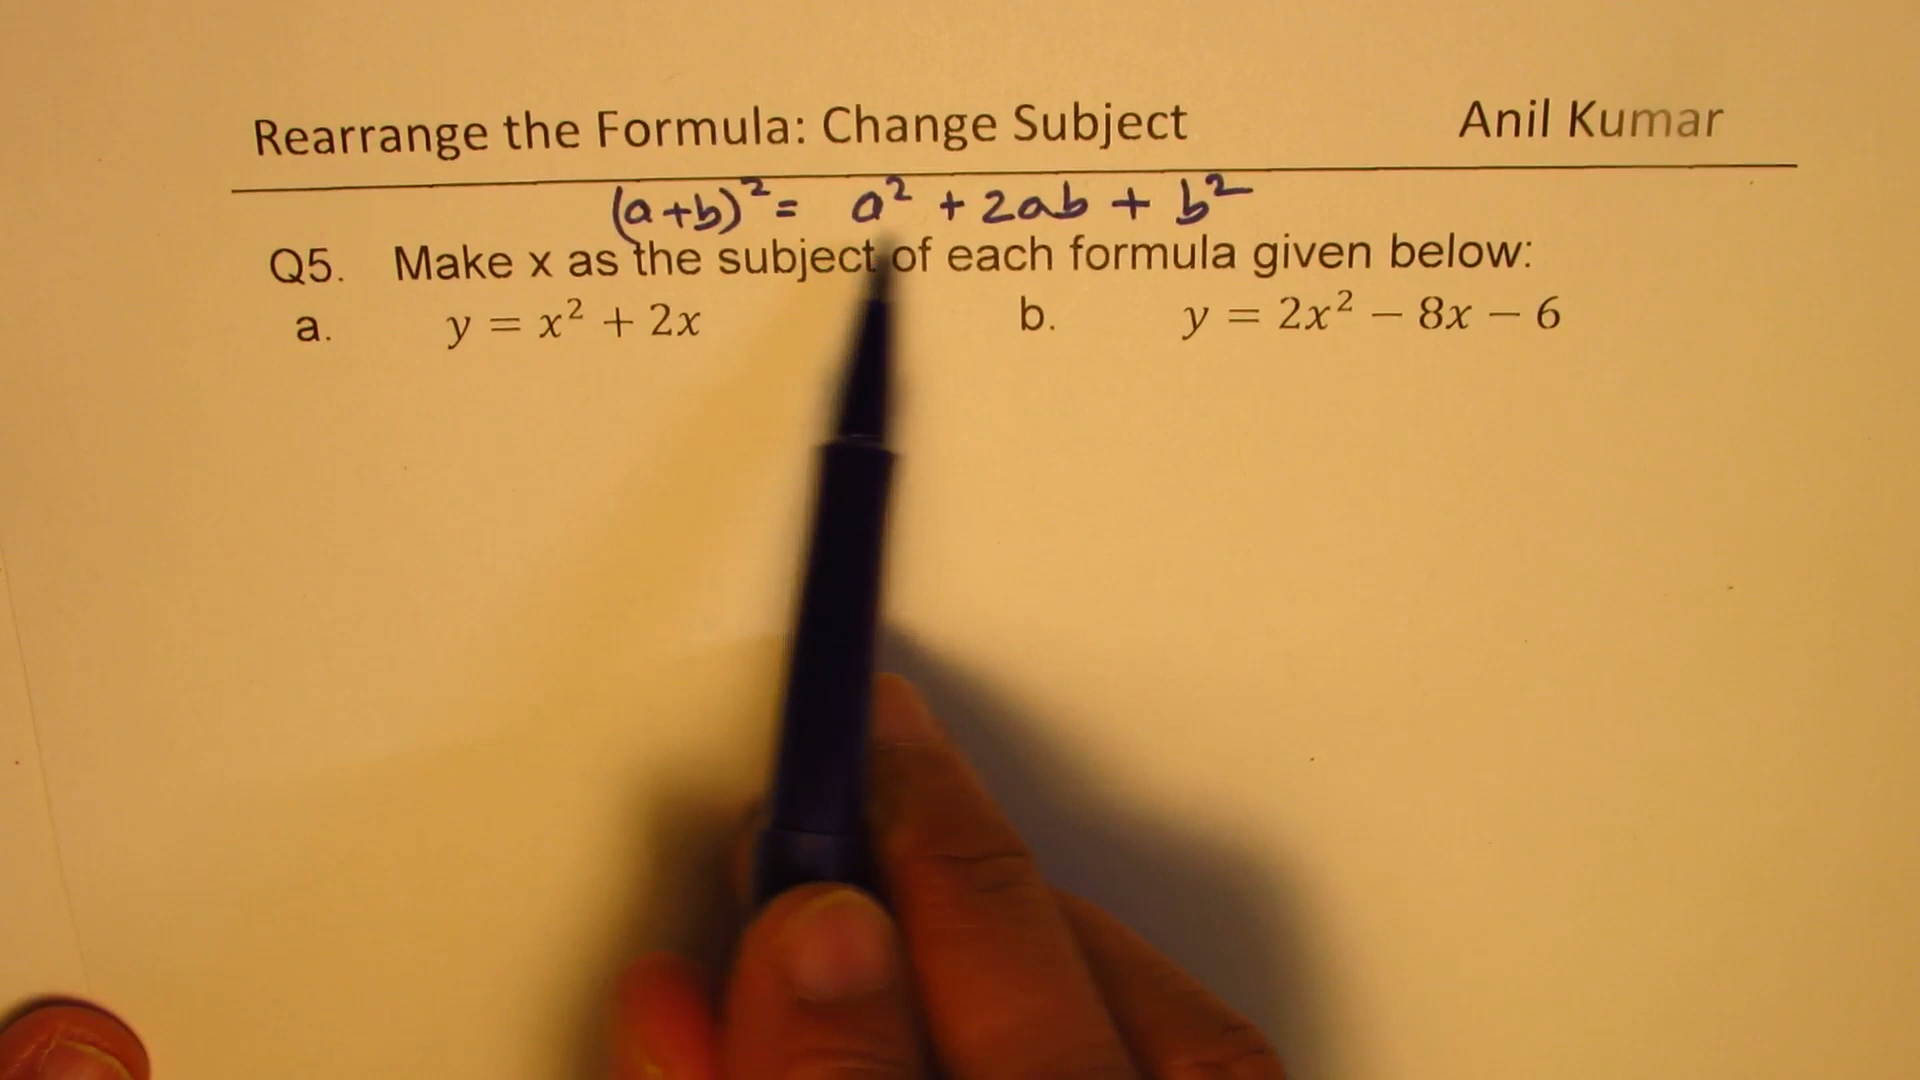 Rearrange the Formula: Change Subject Anil Kumar
(a+b)² = a² + 2ab + b²
Q5. Make x as the subject of each formula given below:
a. y = x² + 2x b. y = 2x² − 8x − 6